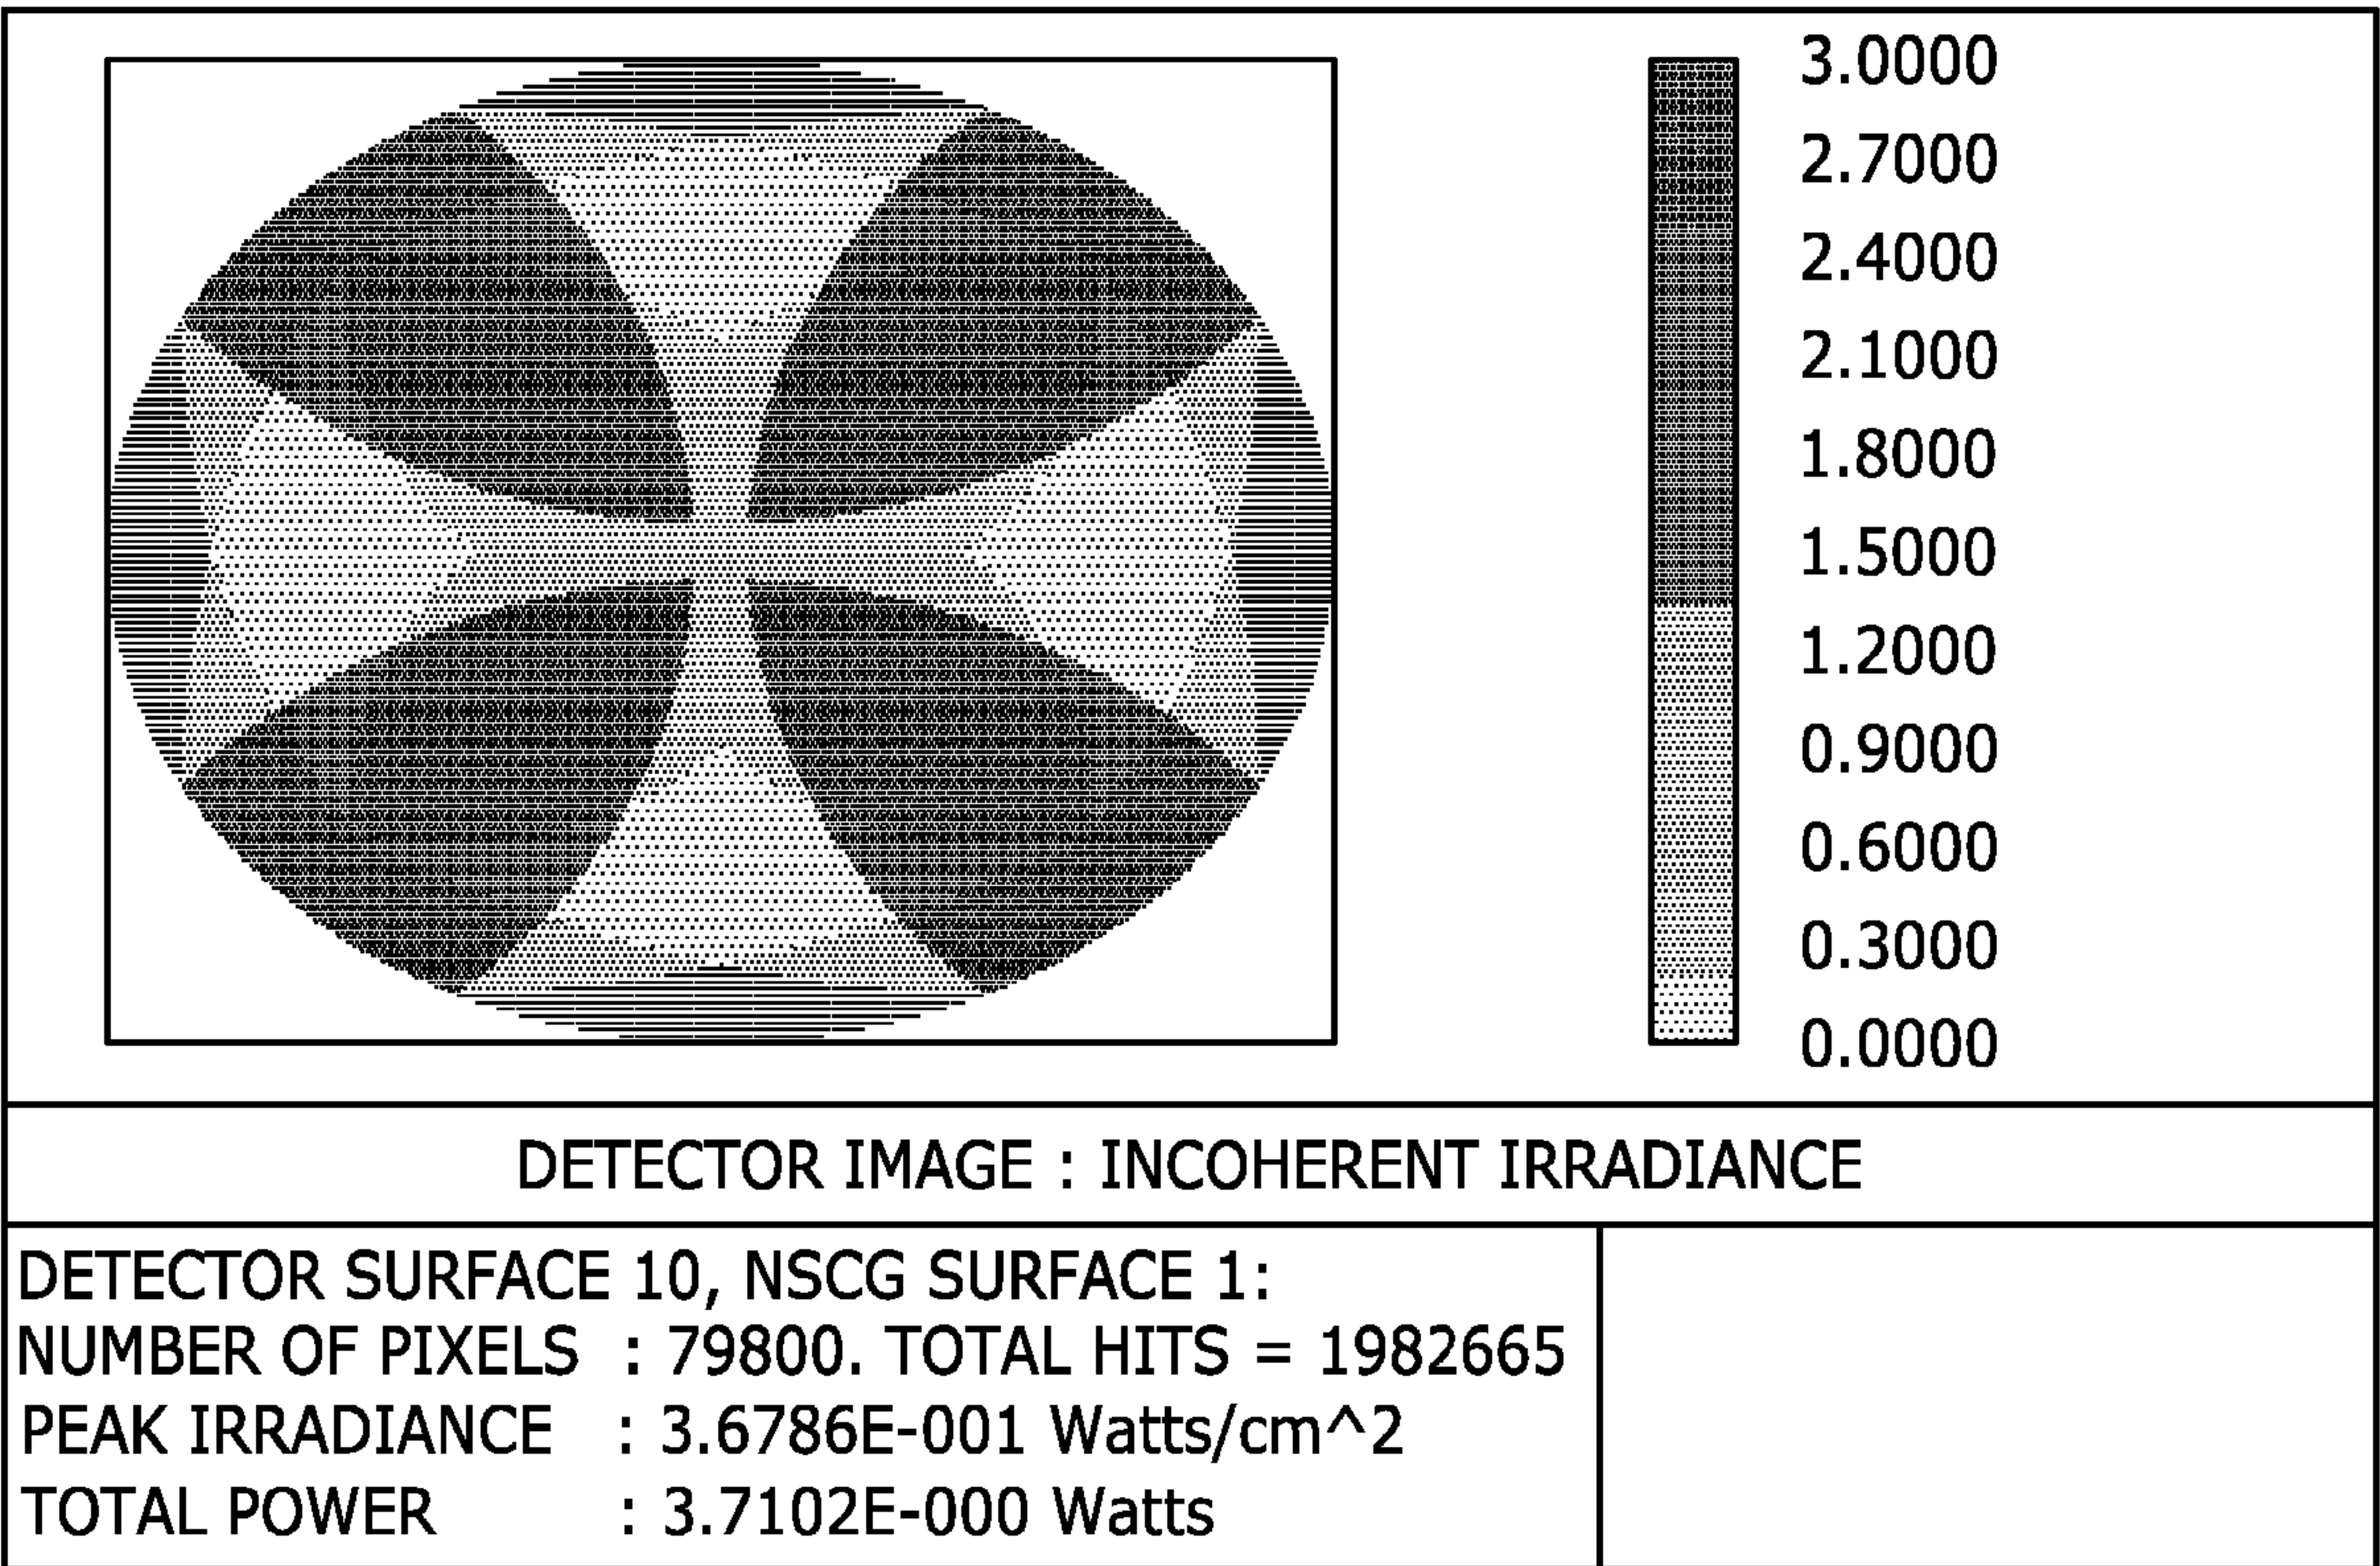 3.0000
2.7000
2.4000
2.1000
1.8000
1.5000
1.2000
0.9000
0.6000
0.3000
0.0000
DETECTOR IMAGE : INCOHERENT IRRADIANCE
DETECTOR SURFACE 10, NSCG SURFACE 1:
NUMBER OF PIXELS : 79800. TOTAL HITS = 1982665
PEAK IRRADIANCE : 3.6786E-001 Watts/cm^2
TOTAL POWER : 3.7102E-000 Watts